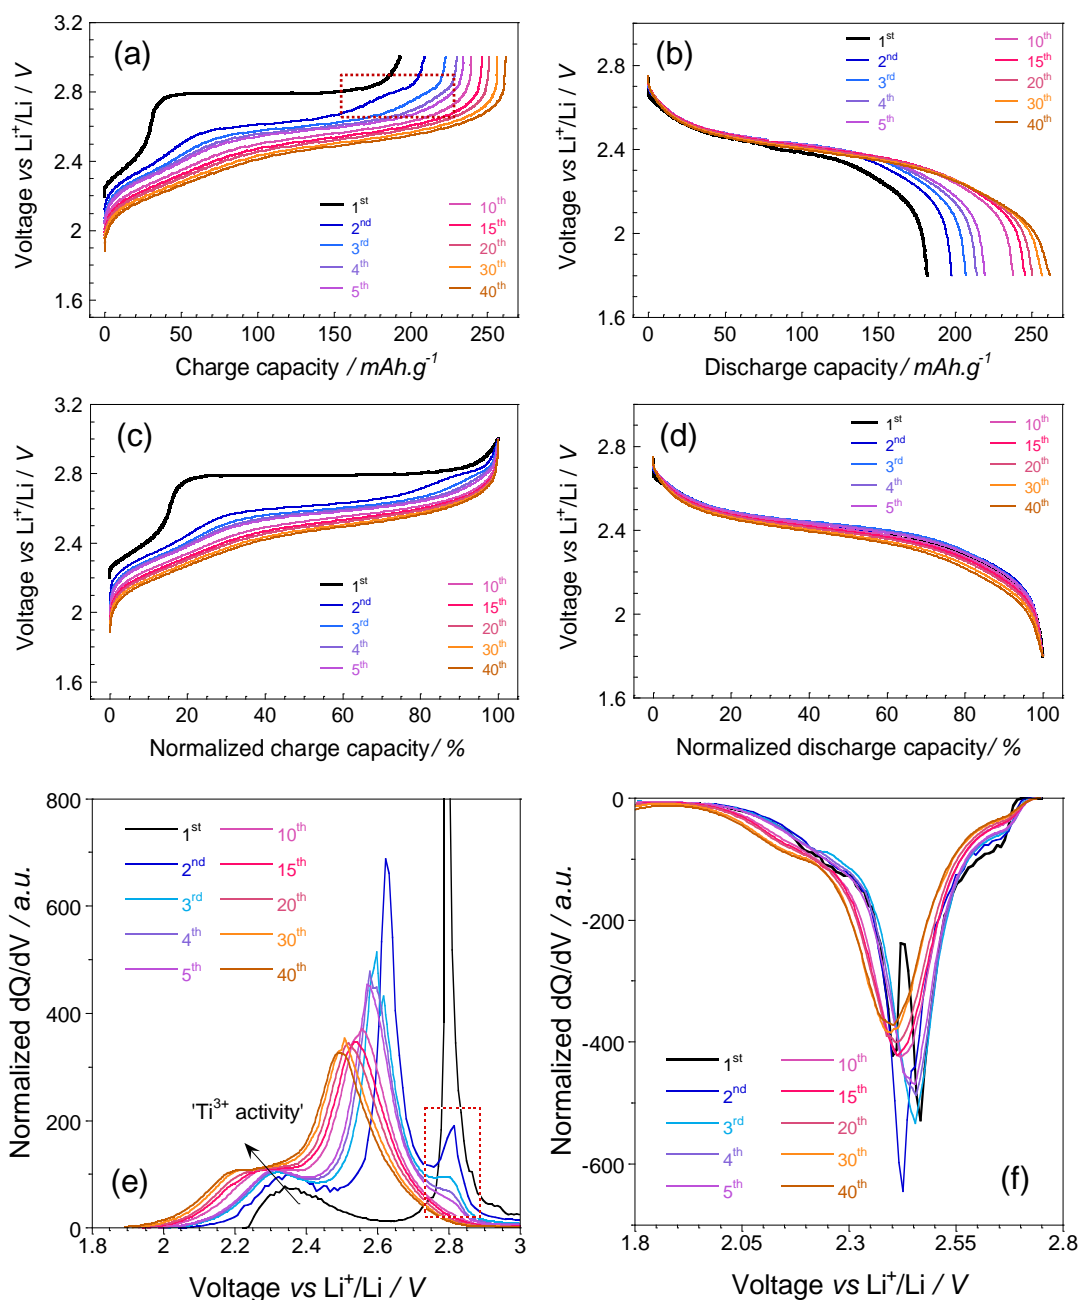 (a)
3.2
2.8
2.4
2
1.6
Voltage vs Li⁺/Li / V
1st
2nd
3rd
4th
5th
10th
15th
20th
30th
40th
0 50 100 150 200 250
Charge capacity / mAh.g⁻¹
(b)
3.2
2.8
2.4
2
1.6
Voltage vs Li⁺/Li / V
1st
2nd
3rd
4th
5th
10th
15th
20th
30th
40th
0 50 100 150 200 250
Discharge capacity / mAh.g⁻¹
(c)
3.2
2.8
2.4
2
1.6
Voltage vs Li⁺/Li / V
1st
2nd
3rd
4th
5th
10th
15th
20th
30th
40th
0 20 40 60 80 100
Normalized charge capacity / %
(d)
2.8
2.4
2
1.6
Voltage vs Li⁺/Li / V
1st
2nd
3rd
4th
5th
10th
15th
20th
30th
40th
0 20 40 60 80 100
Normalized discharge capacity / %
800
600
400
200
0
Normalized dQ/dV / a.u.
1st
2nd
3rd
4th
5th
10th
15th
20th
30th
40th
'Ti³⁺ activity'
(e)
1.8 2 2.2 2.4 2.6 2.8 3
Voltage vs Li⁺/Li / V
0
-200
-400
-600
Normalized dQ/dV / a.u.
1st
2nd
3rd
4th
5th
10th
15th
20th
30th
40th
(f)
1.8 2.05 2.3 2.55 2.8
Voltage vs Li⁺/Li / V